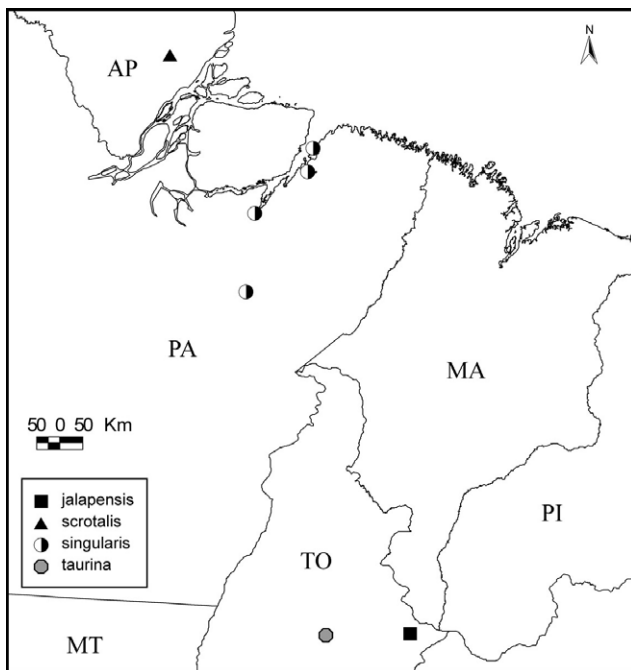 N
AP
PA
MA
50 0 50 Km
jalapensis
scrotalis
singularis
taurina
PI
TO
MT